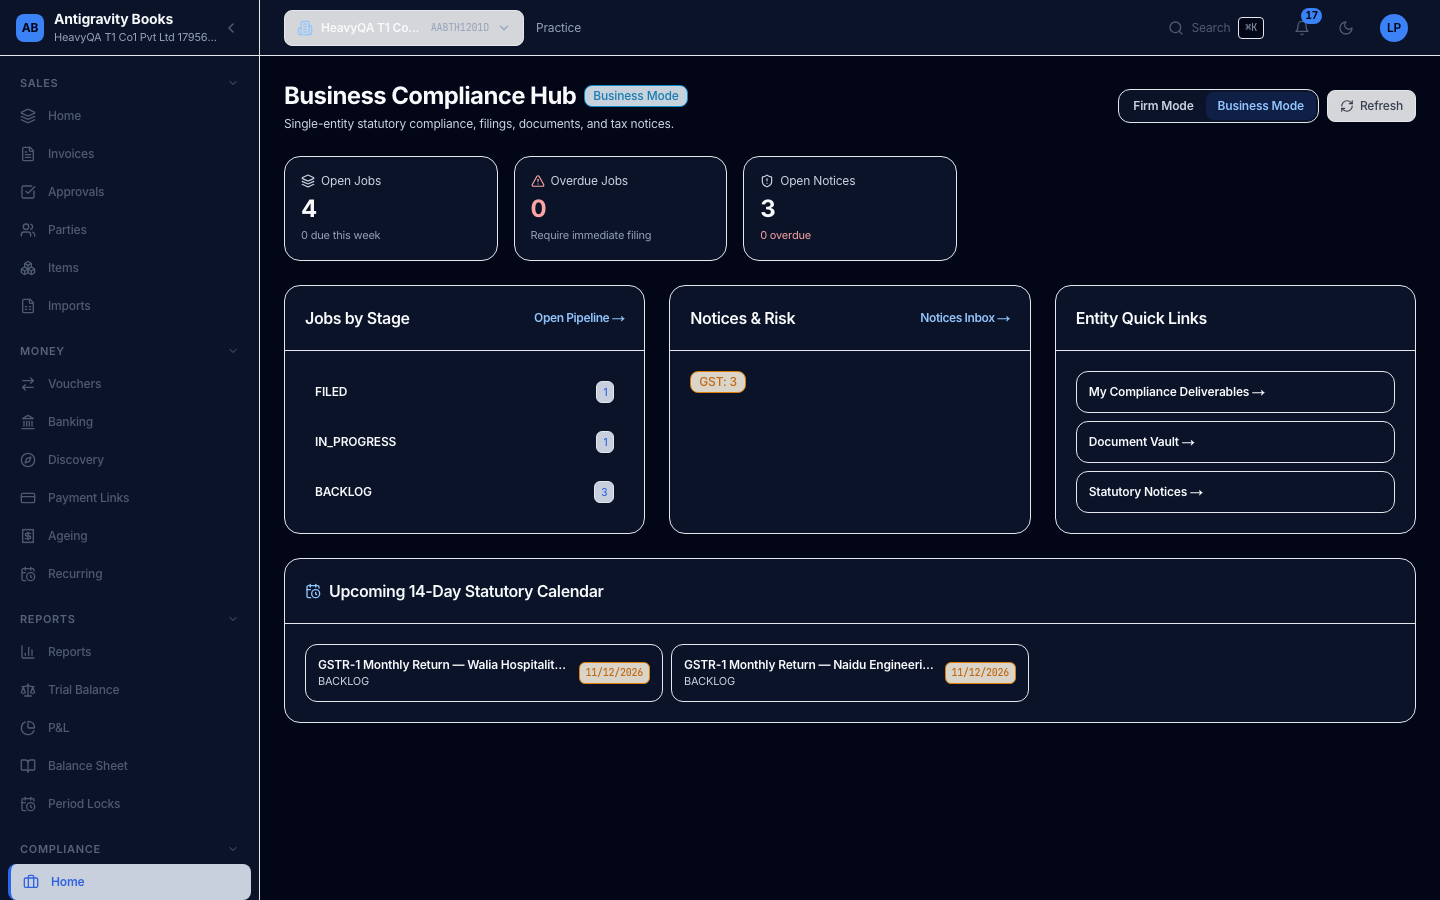 AB
Antigravity Books
HeavyQA T1 Co1 Pvt Ltd 17956...
HeavyQA T1 Co... AABTH1201D
Practice
Search ⌘K
17
LP
SALES
Home
Invoices
Approvals
Parties
Items
Imports
MONEY
Vouchers
Banking
Discovery
Payment Links
Ageing
Recurring
REPORTS
Reports
Trial Balance
P&L
Balance Sheet
Period Locks
COMPLIANCE
Home
Business Compliance Hub Business Mode
Single-entity statutory compliance, filings, documents, and tax notices.
Firm Mode Business Mode Refresh
Open Jobs
4
0 due this week
Overdue Jobs
0
Require immediate filing
Open Notices
3
0 overdue
Jobs by Stage Open Pipeline →
FILED 1
IN_PROGRESS 1
BACKLOG 3
Notices & Risk Notices Inbox →
GST: 3
Entity Quick Links
My Compliance Deliverables →
Document Vault →
Statutory Notices →
Upcoming 14-Day Statutory Calendar
GSTR-1 Monthly Return — Walia Hospitalit...
BACKLOG
11/12/2026
GSTR-1 Monthly Return — Naidu Engineeri...
BACKLOG
11/12/2026